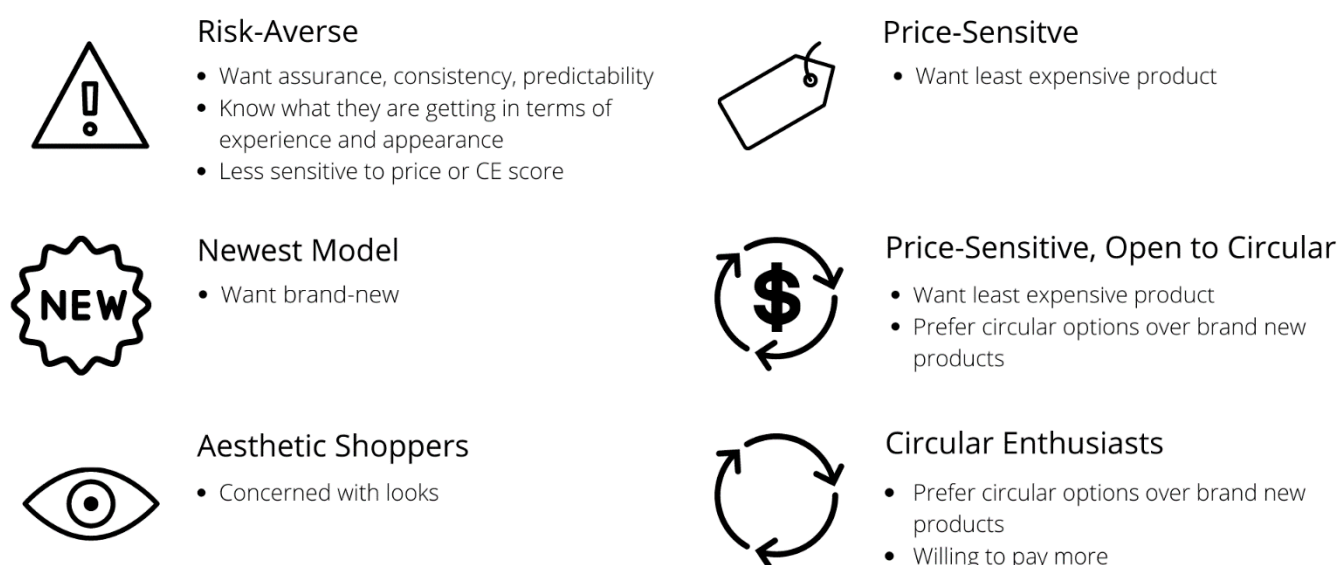 Risk-Averse
• Want assurance, consistency, predictability
• Know what they are getting in terms of
experience and appearance
• Less sensitive to price or CE score
NEW
Newest Model
• Want brand-new
Aesthetic Shoppers
• Concerned with looks
Price-Sensitve
• Want least expensive product
$
Price-Sensitive, Open to Circular
• Want least expensive product
• Prefer circular options over brand new
products
Circular Enthusiasts
• Prefer circular options over brand new
products
• Willing to pay more